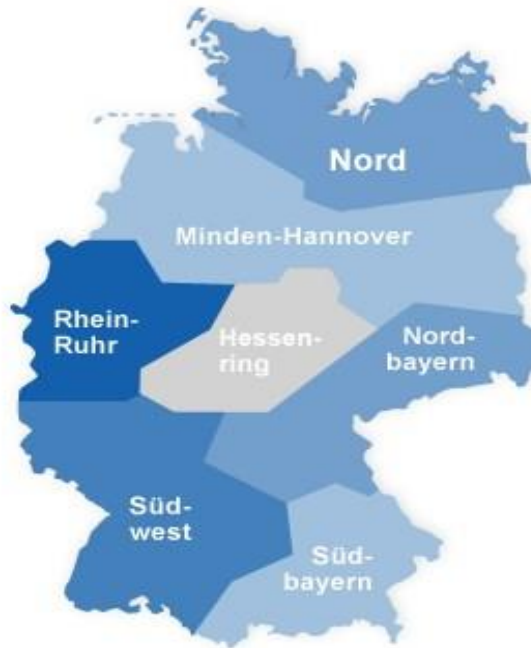 Nord
Minden-Hannover
Rhein-
Ruhr
Hessen-
ring
Nord-
bayern
Süd-
west
Süd-
bayern